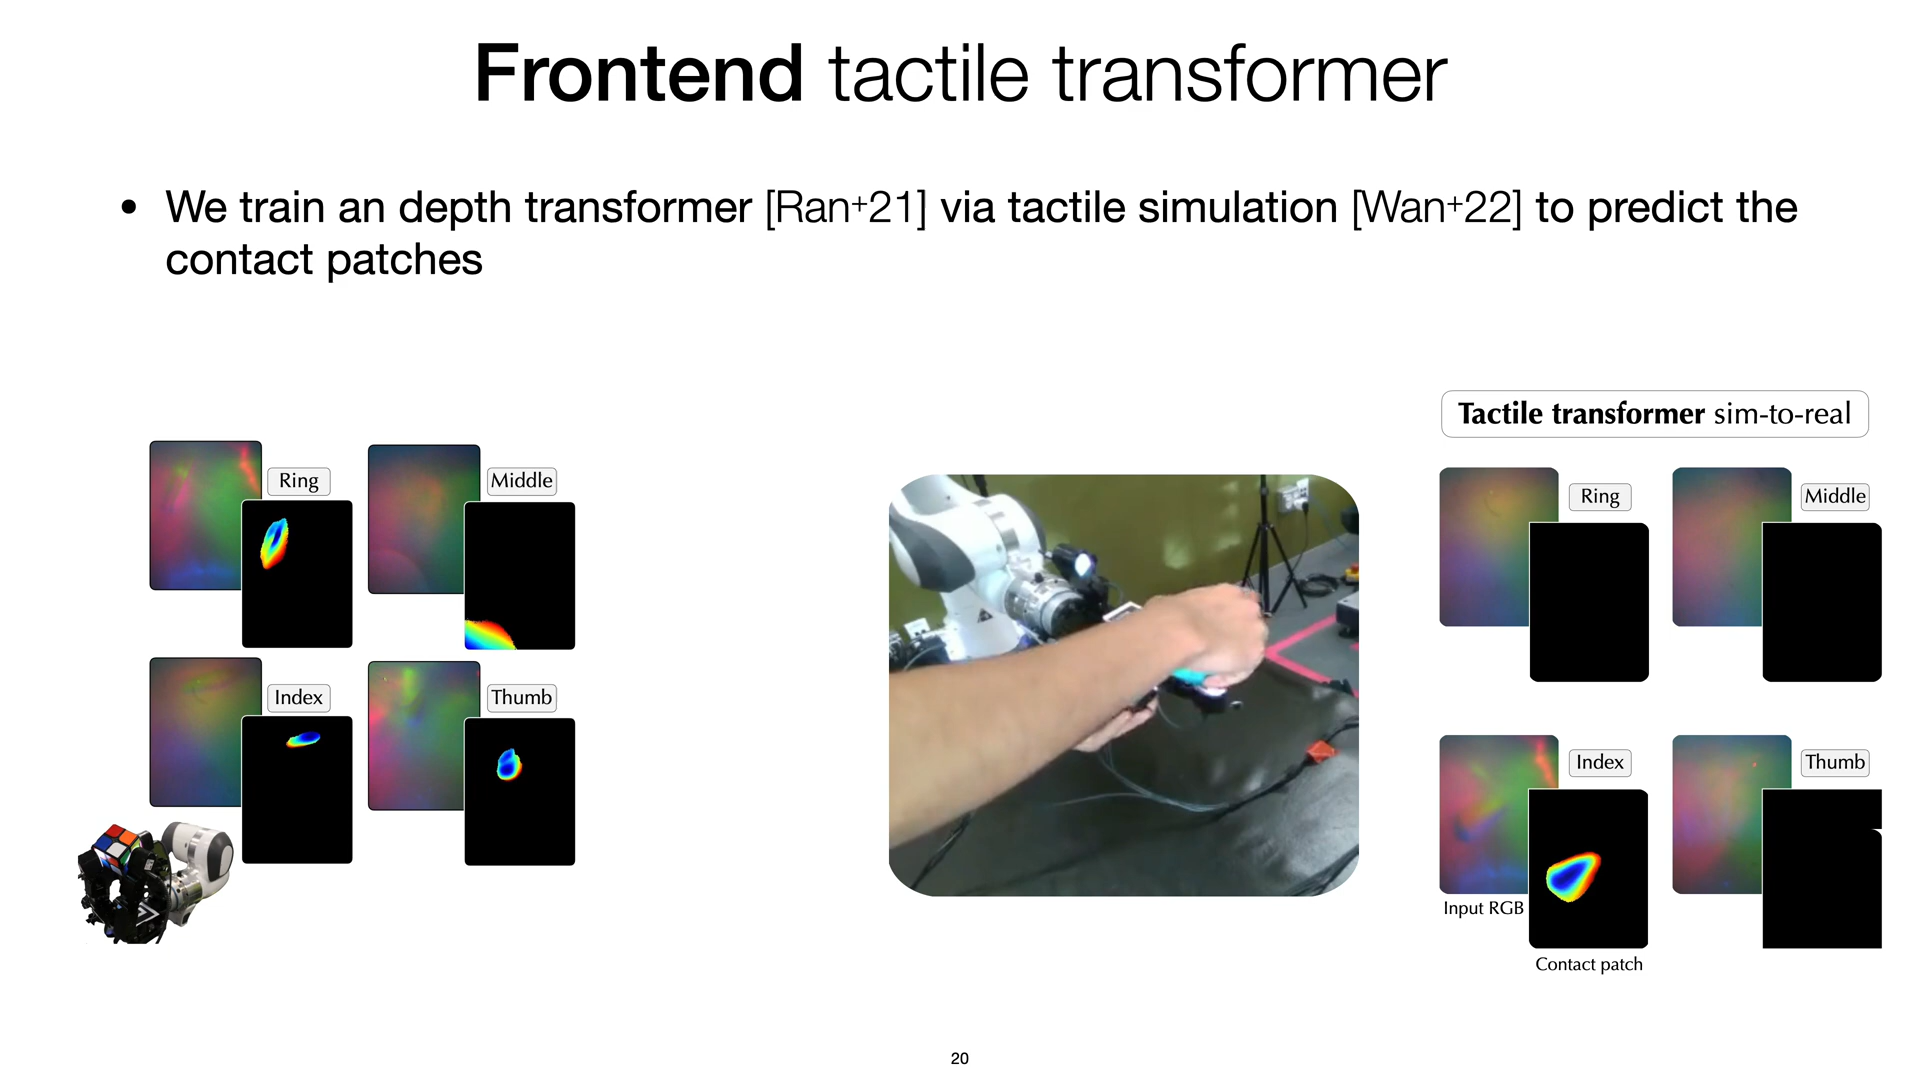 Frontend tactile transformer
• We train an depth transformer [Ran+21] via tactile simulation [Wan+22] to predict the
contact patches
Ring
Middle
Index
Thumb
Tactile transformer sim-to-real
Ring
Middle
Index
Thumb
Input RGB
Contact patch
20